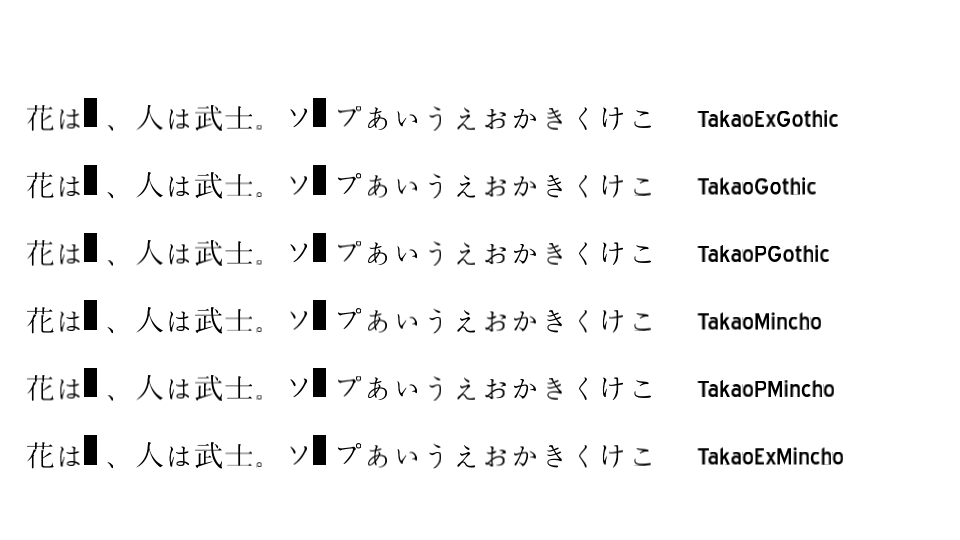 花は█、人は武士。ソ█プあいうえおかきくけこ TakaoExGothic
花は█、人は武士。ソ█プあいうえおかきくけこ TakaoGothic
花は█、人は武士。ソ█プあいうえおかきくけこ TakaoPGothic
花は█、人は武士。ソ█プあいうえおかきくけこ TakaoMincho
花は█、人は武士。ソ█プあいうえおかきくけこ TakaoPMincho
花は█、人は武士。ソ█プあいうえおかきくけこ TakaoExMincho